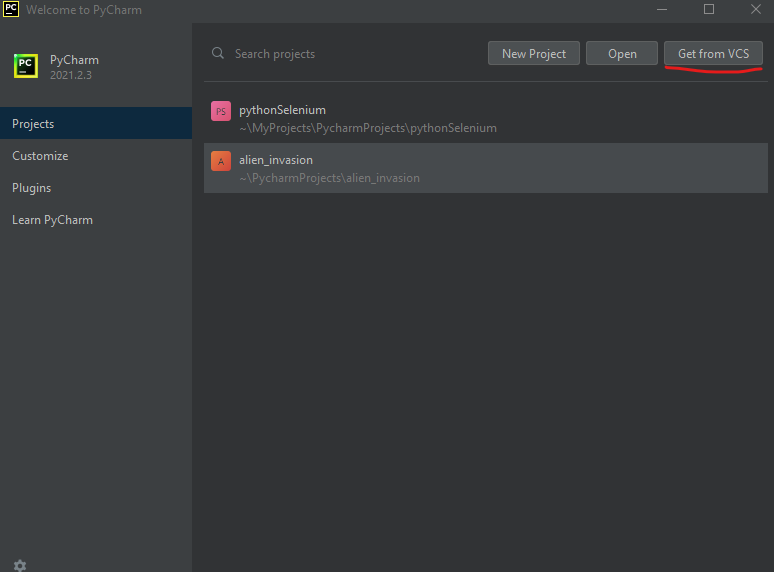 PC Welcome to PyCharm
PC PyCharm
2021.2.3
Projects
Customize
Plugins
Learn PyCharm
Search projects New Project Open Get from VCS
PS pythonSelenium
~\MyProjects\PycharmProjects\pythonSelenium
A alien_invasion
~\PycharmProjects\alien_invasion